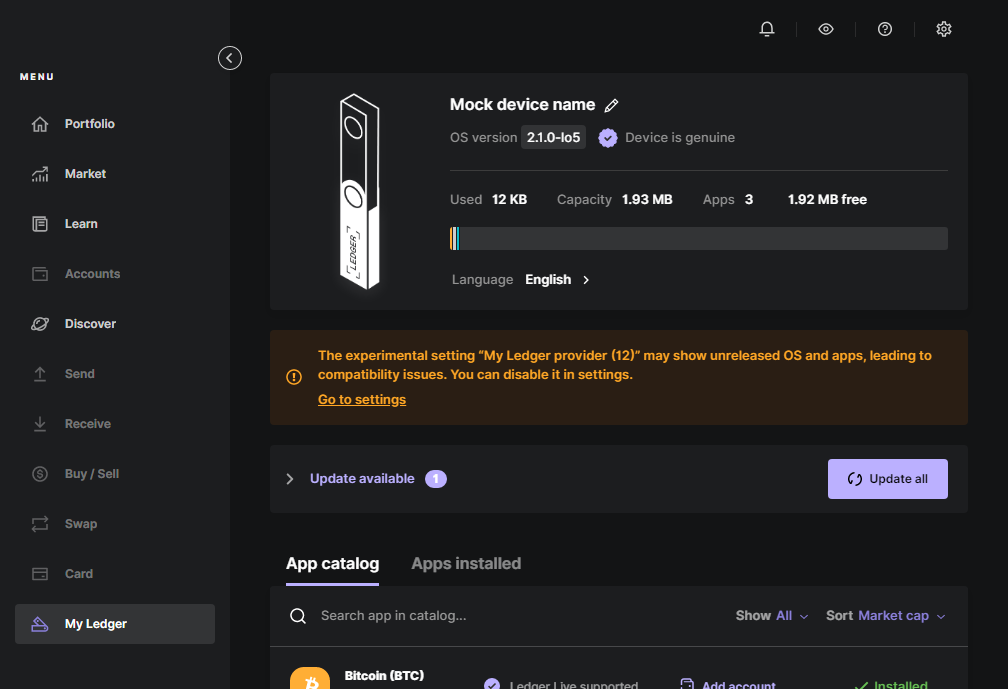 MENU
Portfolio
Market
Learn
Accounts
Discover
Send
Receive
Buy / Sell
Swap
Card
My Ledger
LEDGER
Mock device name
OS version 2.1.0-lo5 Device is genuine
Used 12 KB Capacity 1.93 MB Apps 3 1.92 MB free
Language English
The experimental setting “My Ledger provider (12)” may show unreleased OS and apps, leading to
compatibility issues. You can disable it in settings.
Go to settings
Update available 1 Update all
App catalog Apps installed
Search app in catalog... Show All Sort Market cap
Bitcoin (BTC)
Ledger Live supported Add account Installed